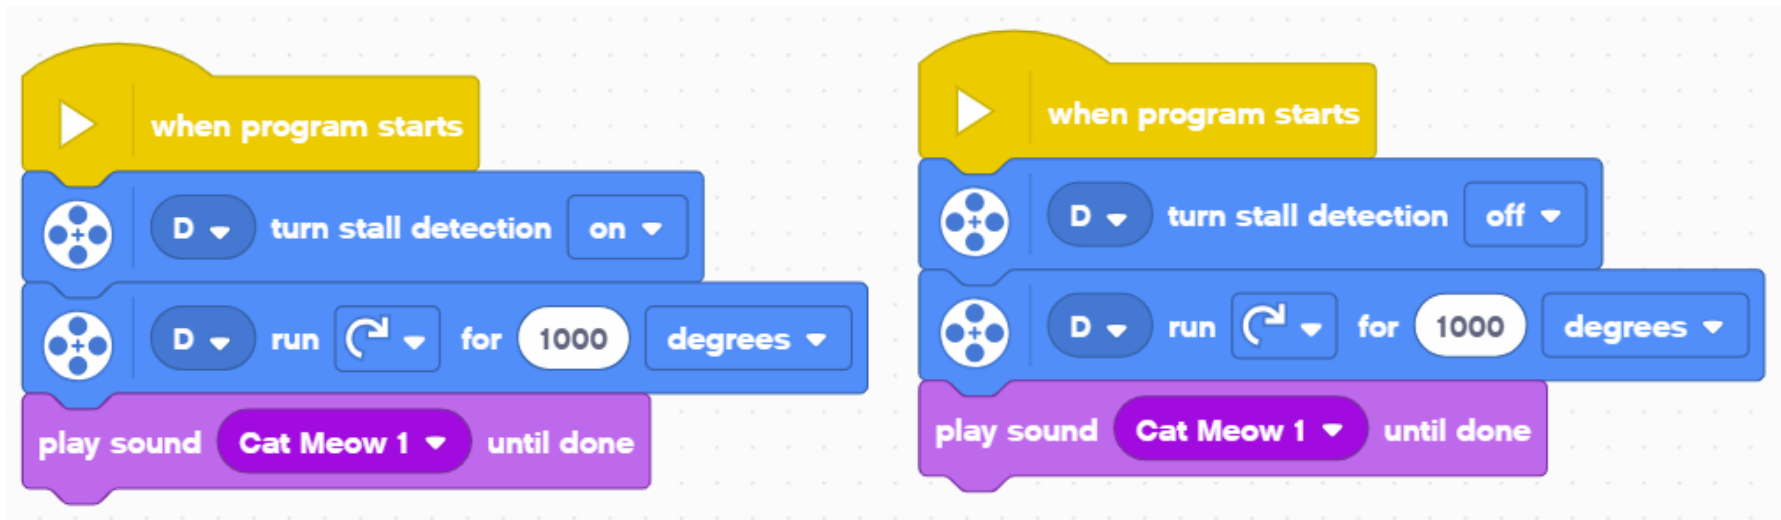 when program starts
D turn stall detection on
D run for 1000 degrees
play sound Cat Meow 1 until done
when program starts
D turn stall detection off
D run for 1000 degrees
play sound Cat Meow 1 until done